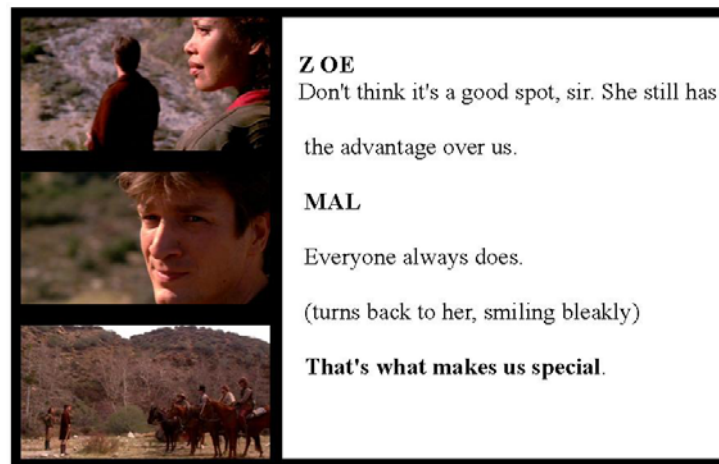 Z OE
Don't think it's a good spot, sir. She still has
the advantage over us.
MAL
Everyone always does.
(turns back to her, smiling bleakly)
That's what makes us special.